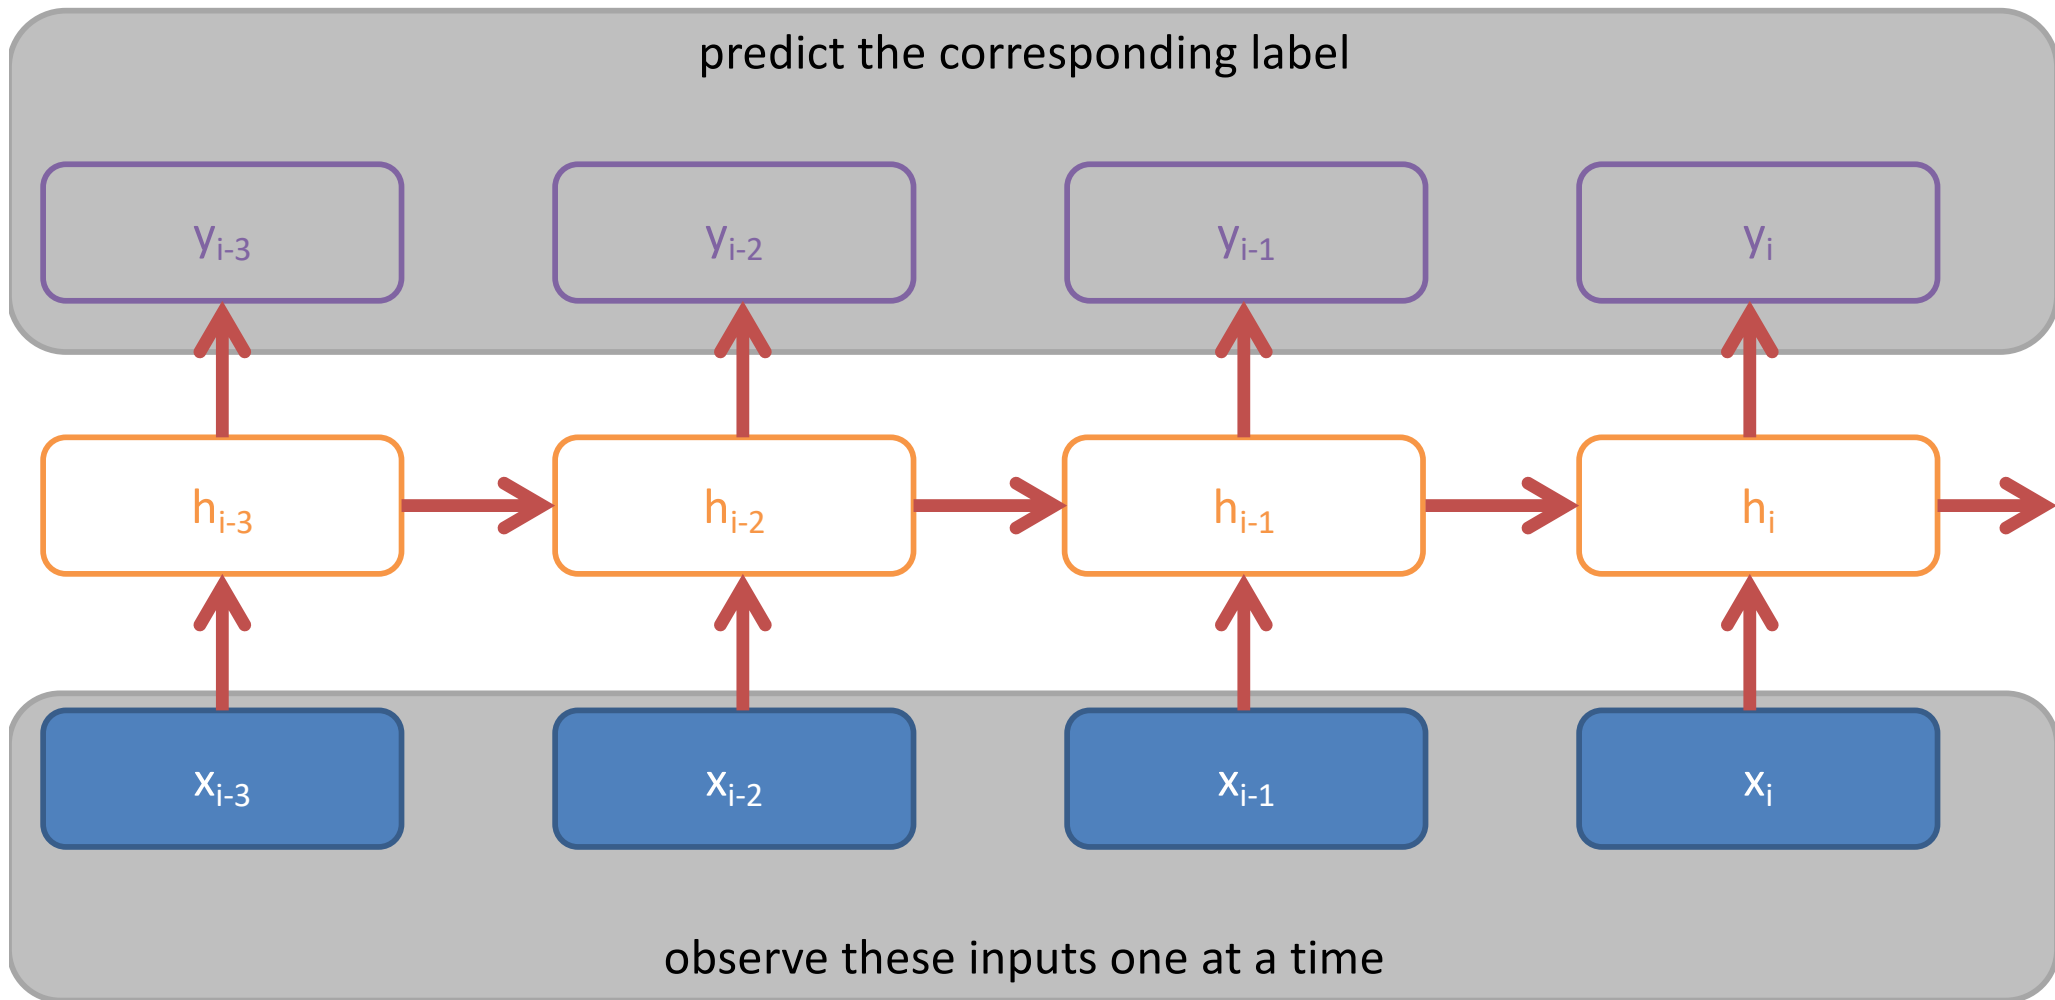 predict the corresponding label
yᵢ₋₃ yᵢ₋₂ yᵢ₋₁ yᵢ
hᵢ₋₃ hᵢ₋₂ hᵢ₋₁ hᵢ
xᵢ₋₃ xᵢ₋₂ xᵢ₋₁ xᵢ
observe these inputs one at a time